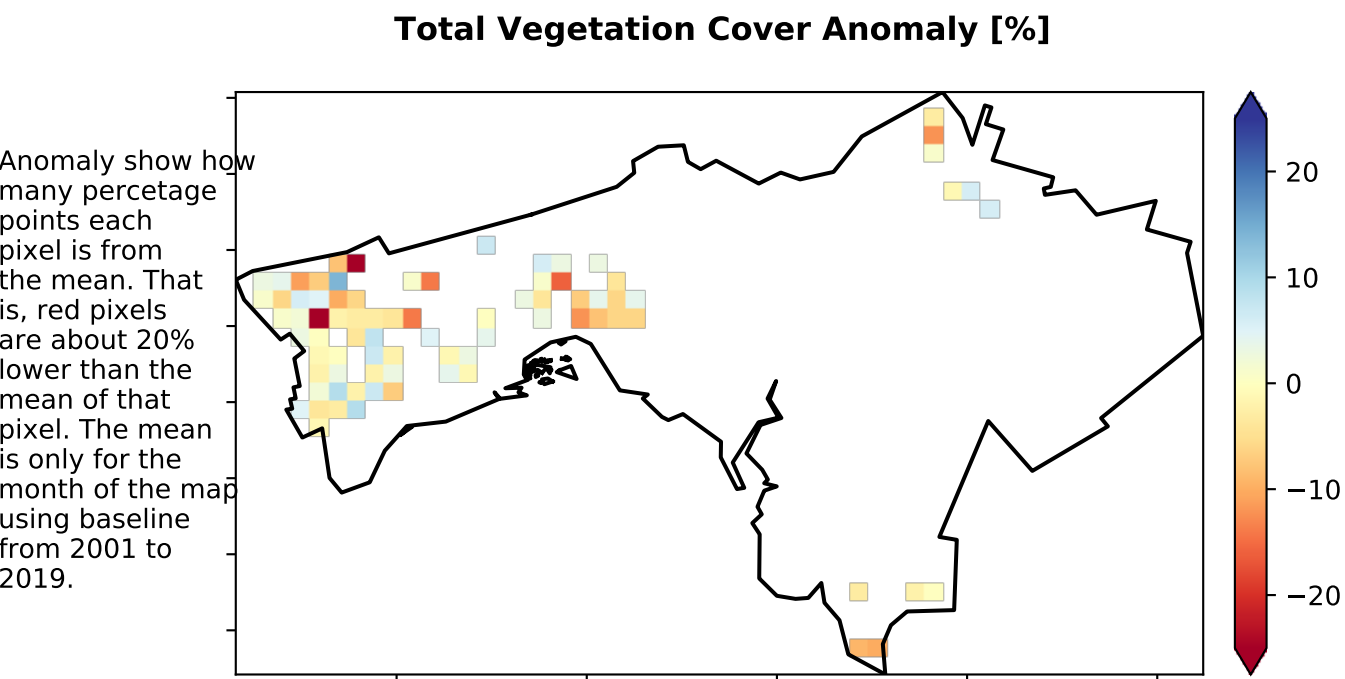 Total Vegetation Cover Anomaly [%]
Anomaly show how
many percetage
points each
pixel is from
the mean. That
is, red pixels
are about 20%
lower than the
mean of that
pixel. The mean
is only for the
month of the map
using baseline
from 2001 to
2019.
20
10
0
−10
−20